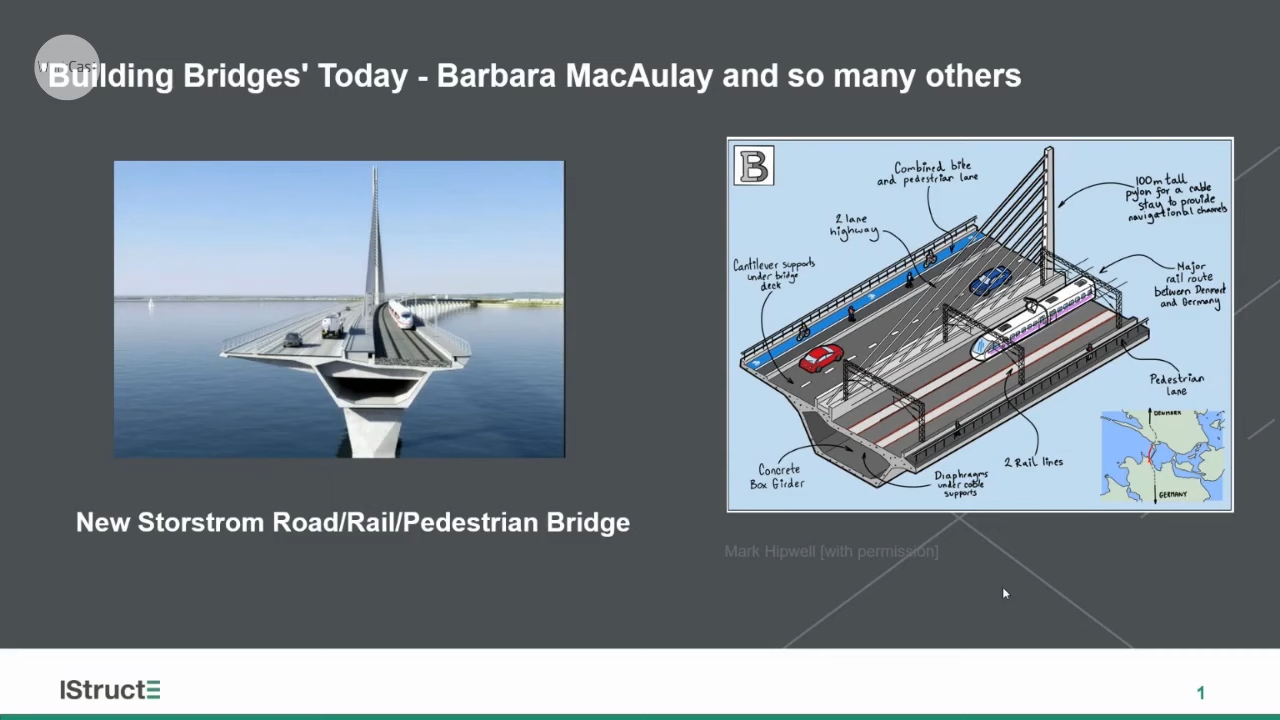 WorkCast
'Building Bridges' Today - Barbara MacAulay and so many others
B
Combined bike
and pedestrian lane
2 lane
highway
Cantilever supports
under bridge
deck
100m tall
pylon for a cable
stay to provide
navigational channels
Major
rail route
between Denmark
and Germany
Pedestrian
lane
2 Rail lines
Diaphragms
under cable
supports
Concrete
Box Girder
DENMARK
GERMANY
New Storstrom Road/Rail/Pedestrian Bridge
Mark Hipwell [with permission]
IStructE
1